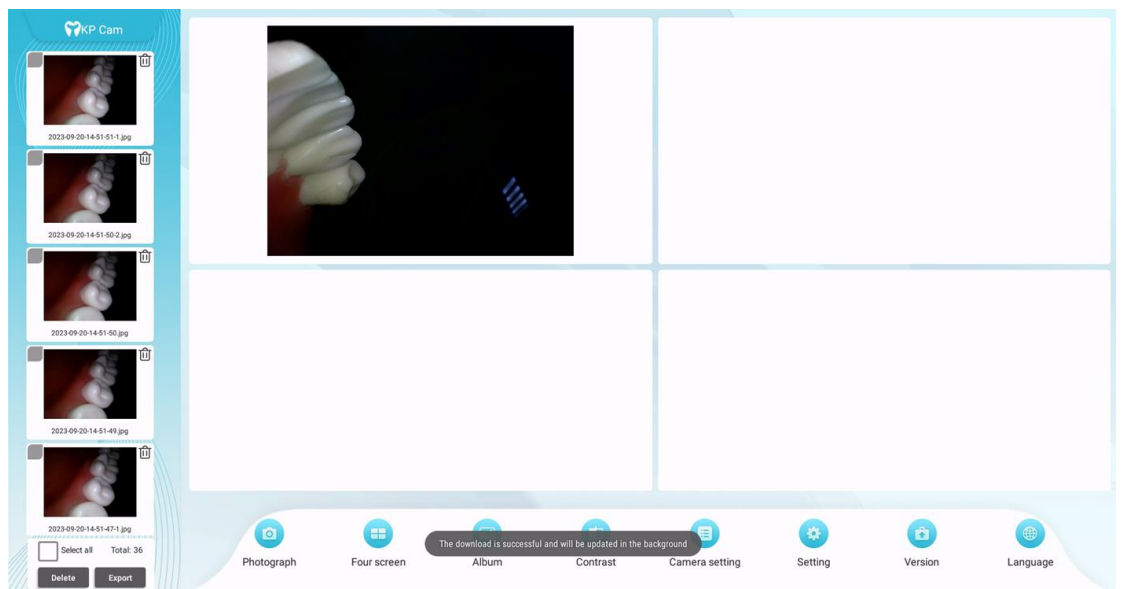 KP Cam
2023-09-20-14-51-51-1.jpg
2023-09-20-14-51-50-2.jpg
2023-09-20-14-51-50.jpg
2023-09-20-14-51-49.jpg
2023-09-20-14-51-47-1.jpg
Select all Total: 36
Delete Export
The download is successful and will be updated in the background
Photograph Four screen Album Contrast Camera setting Setting Version Language